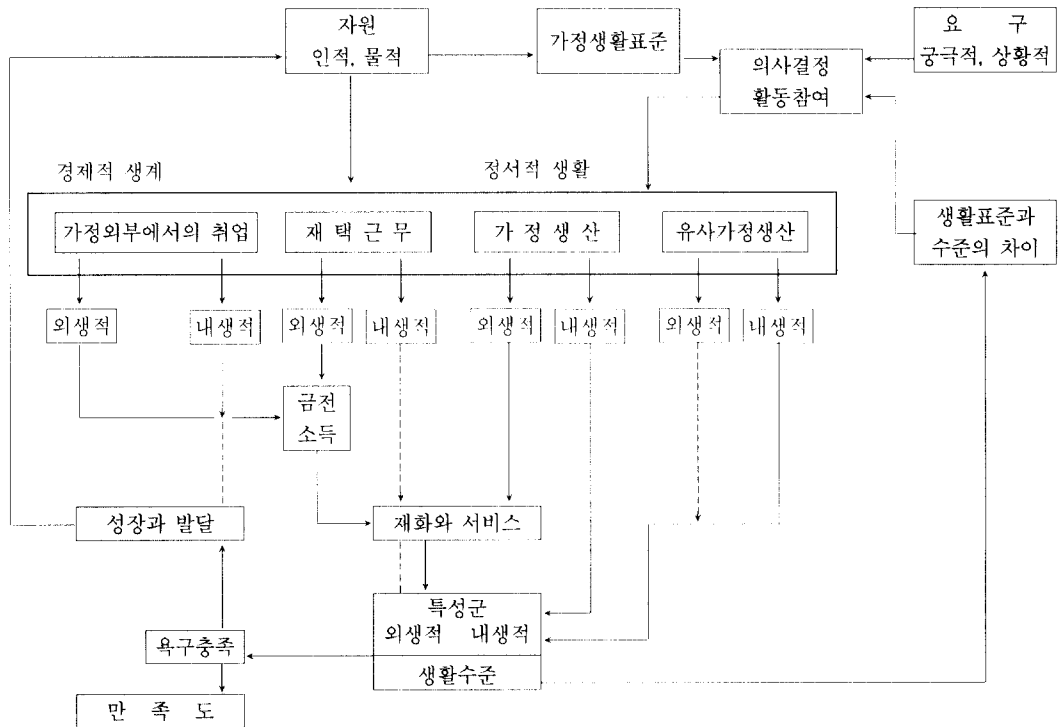 자원
인적, 물적
가정생활표준
요 구
궁극적, 상황적
의사결정
활동참여
경제적 생계
정서적 생활
가정외부에서의 취업
재 택 근 무
가 정 생 산
유사가정생산
생활표준과
수준의 차이
외생적
내생적
외생적
내생적
외생적
내생적
외생적
내생적
금전
소득
성장과 발달
재화와 서비스
특성군
외생적 내생적
욕구충족
생활수준
만 족 도